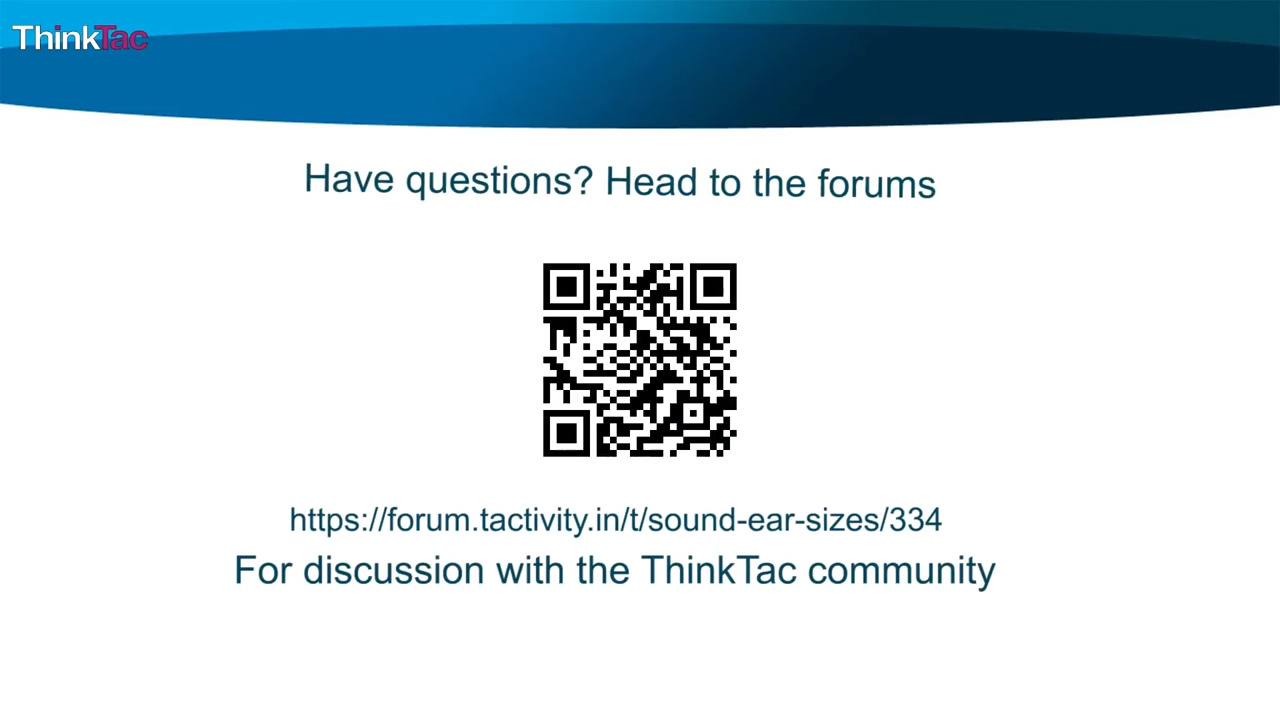 ThinkTac
Have questions? Head to the forums
https://forum.tactivity.in/t/sound-ear-sizes/334
For discussion with the ThinkTac community